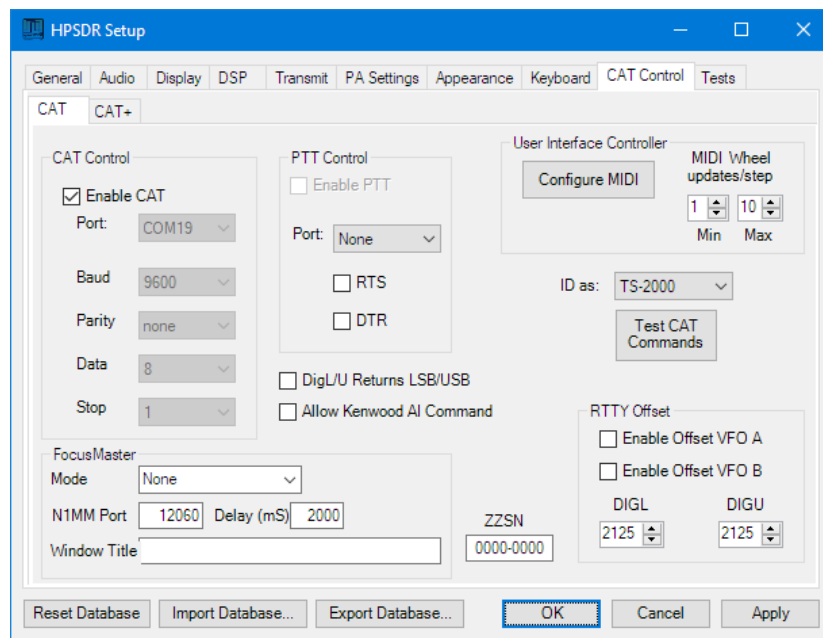 HPSDR Setup
General Audio Display DSP Transmit PA Settings Appearance Keyboard CAT Control Tests
CAT CAT+
CAT Control
Enable CAT
Port: COM19
Baud 9600
Parity none
Data 8
Stop 1
PTT Control
Enable PTT
Port: None
RTS
DTR
DigL/U Returns LSB/USB
Allow Kenwood AI Command
User Interface Controller
Configure MIDI
MIDI Wheel
updates/step
1 10
Min Max
ID as: TS-2000
Test CAT
Commands
RTTY Offset
Enable Offset VFO A
Enable Offset VFO B
DIGL DIGU
2125 2125
FocusMaster
Mode None
N1MM Port 12060 Delay (mS) 2000
Window Title
ZZSN
0000-0000
Reset Database Import Database... Export Database... OK Cancel Apply